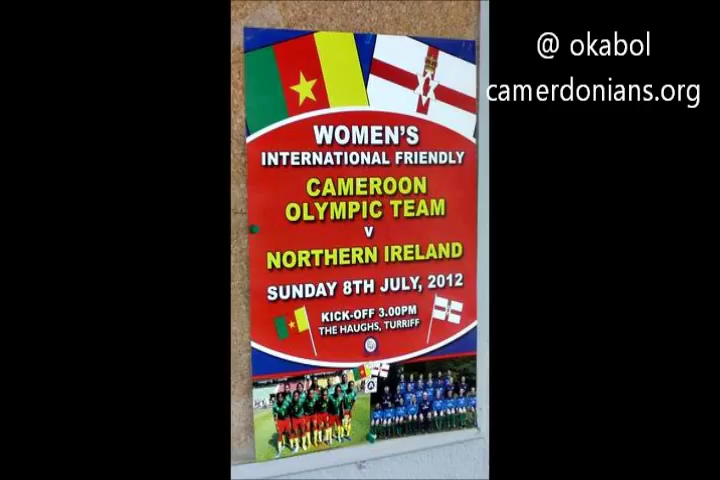 @ okabol
camerdonians.org
WOMEN'S
INTERNATIONAL FRIENDLY
CAMEROON
OLYMPIC TEAM
V
NORTHERN IRELAND
SUNDAY 8TH JULY, 2012
KICK-OFF 3.00PM
THE HAUGHS, TURRIFF